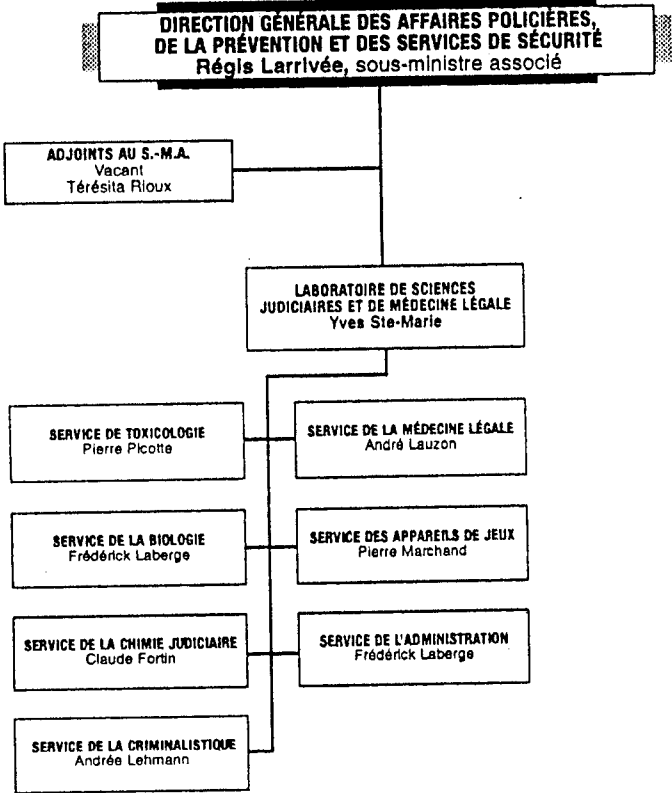 DIRECTION GÉNÉRALE DES AFFAIRES POLICIÈRES,
DE LA PRÉVENTION ET DES SERVICES DE SÉCURITÉ
Régis Larrivée, sous-ministre associé
ADJOINTS AU S.-M.A.
Vacant
Térésita Rioux
LABORATOIRE DE SCIENCES
JUDICIAIRES ET DE MÉDECINE LÉGALE
Yves Ste-Marie
SERVICE DE TOXICOLOGIE
Pierre Picotte
SERVICE DE LA MÉDECINE LÉGALE
André Lauzon
SERVICE DE LA BIOLOGIE
Frédérick Laberge
SERVICE DES APPAREILS DE JEUX
Pierre Marchand
SERVICE DE LA CHIMIE JUDICIAIRE
Claude Fortin
SERVICE DE L'ADMINISTRATION
Frédérick Laberge
SERVICE DE LA CRIMINALISTIQUE
Andrée Lehmann